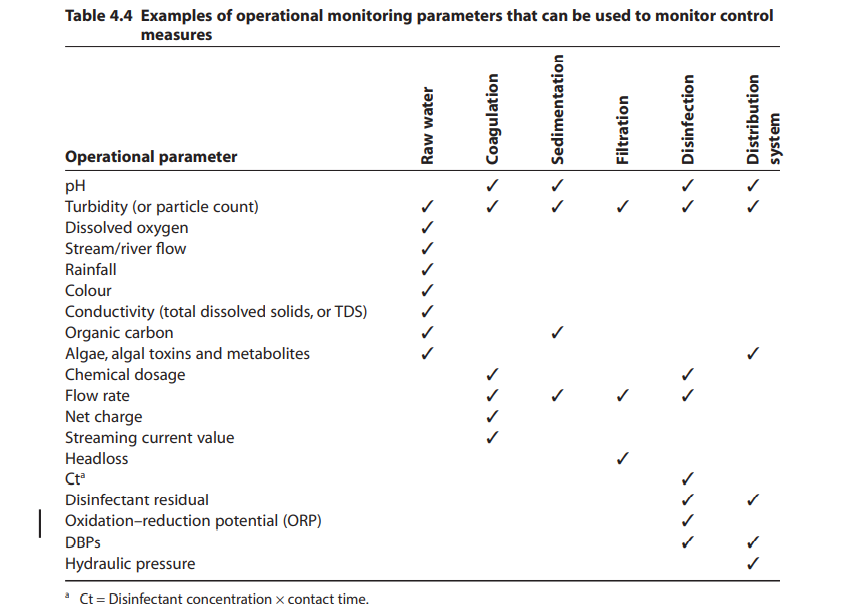 Table 4.4 Examples of operational monitoring parameters that can be used to monitor control
measures
Operational parameter Raw water Coagulation Sedimentation Filtration Disinfection Distribution system
pH ✓ ✓ ✓ ✓
Turbidity (or particle count) ✓ ✓ ✓ ✓ ✓ ✓
Dissolved oxygen ✓
Stream/river flow ✓
Rainfall ✓
Colour ✓
Conductivity (total dissolved solids, or TDS) ✓
Organic carbon ✓ ✓
Algae, algal toxins and metabolites ✓ ✓
Chemical dosage ✓ ✓
Flow rate ✓ ✓ ✓ ✓
Net charge ✓
Streaming current value ✓
Headloss ✓
Ctᵃ ✓
Disinfectant residual ✓ ✓
Oxidation–reduction potential (ORP) ✓
DBPs ✓ ✓
Hydraulic pressure ✓
ᵃ Ct = Disinfectant concentration × contact time.